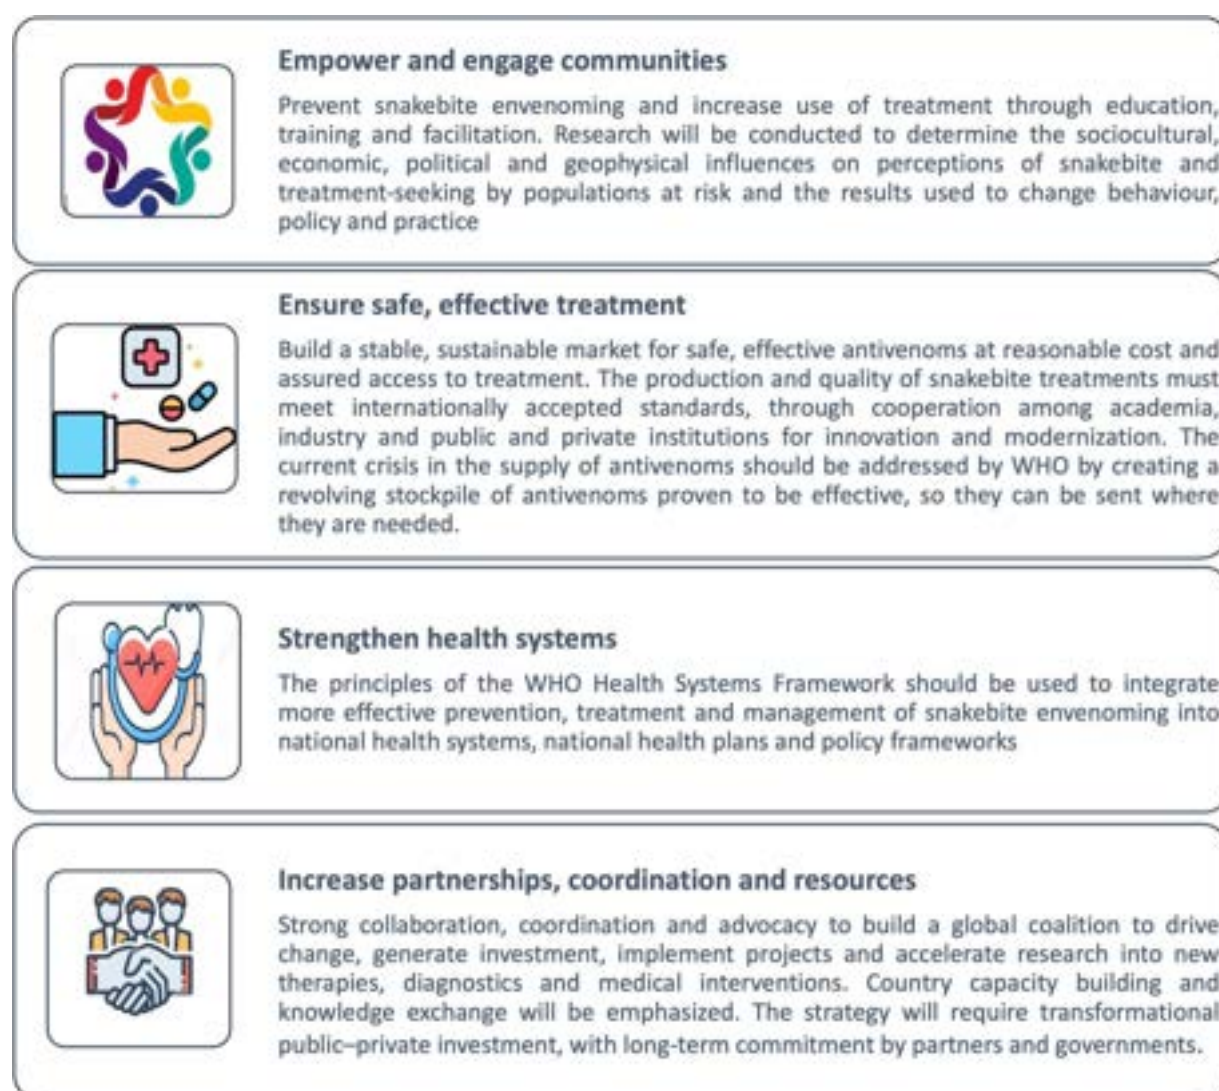 Empower and engage communities
Prevent snakebite envenoming and increase use of treatment through education,
training and facilitation. Research will be conducted to determine the sociocultural,
economic, political and geophysical influences on perceptions of snakebite and
treatment-seeking by populations at risk and the results used to change behaviour,
policy and practice
Ensure safe, effective treatment
Build a stable, sustainable market for safe, effective antivenoms at reasonable cost and
assured access to treatment. The production and quality of snakebite treatments must
meet internationally accepted standards, through cooperation among academia,
industry and public and private institutions for innovation and modernization. The
current crisis in the supply of antivenoms should be addressed by WHO by creating a
revolving stockpile of antivenoms proven to be effective, so they can be sent where
they are needed.
Strengthen health systems
The principles of the WHO Health Systems Framework should be used to integrate
more effective prevention, treatment and management of snakebite envenoming into
national health systems, national health plans and policy frameworks
Increase partnerships, coordination and resources
Strong collaboration, coordination and advocacy to build a global coalition to drive
change, generate investment, implement projects and accelerate research into new
therapies, diagnostics and medical interventions. Country capacity building and
knowledge exchange will be emphasized. The strategy will require transformational
public–private investment, with long-term commitment by partners and governments.